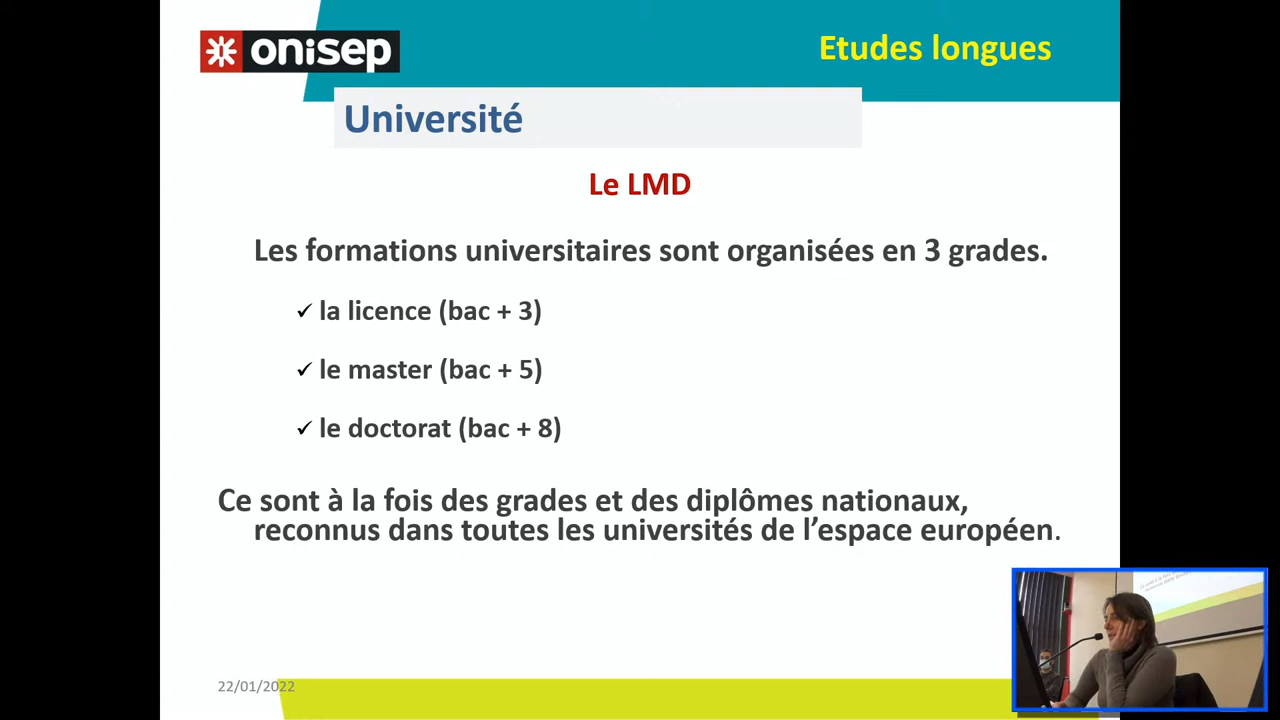 onisep
Etudes longues
Université
Le LMD
Les formations universitaires sont organisées en 3 grades.
✓ la licence (bac + 3)
✓ le master (bac + 5)
✓ le doctorat (bac + 8)
Ce sont à la fois des grades et des diplômes nationaux,
reconnus dans toutes les universités de l’espace européen.
22/01/2022